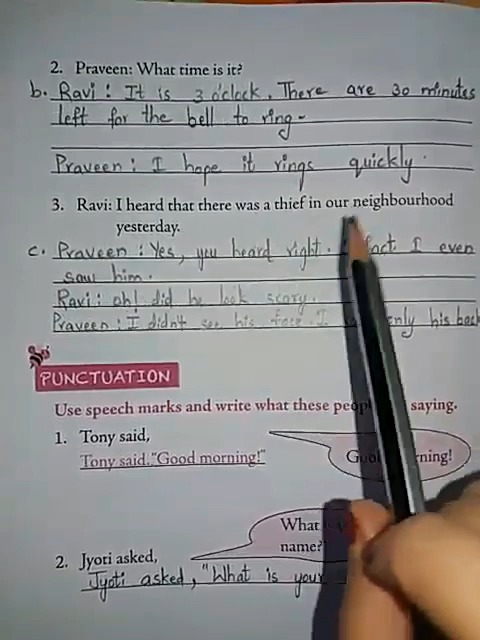 2. Praveen: What time is it?
b. Ravi: It is 3 o'clock. There are 30 minutes
left for the bell to ring.
Praveen: I hope it rings quickly.
3. Ravi: I heard that there was a thief in our neighbourhood
yesterday.
c. Praveen: Yes, you heard right. fact I even
saw him.
Ravi: oh! did he look scary.
Praveen: I didn't see his face. I only his back
PUNCTUATION
Use speech marks and write what these saying.
1. Tony said,
Tony said, "Good morning!"
2. Jyoti asked,
What
name?
Jyoti asked, "What is your